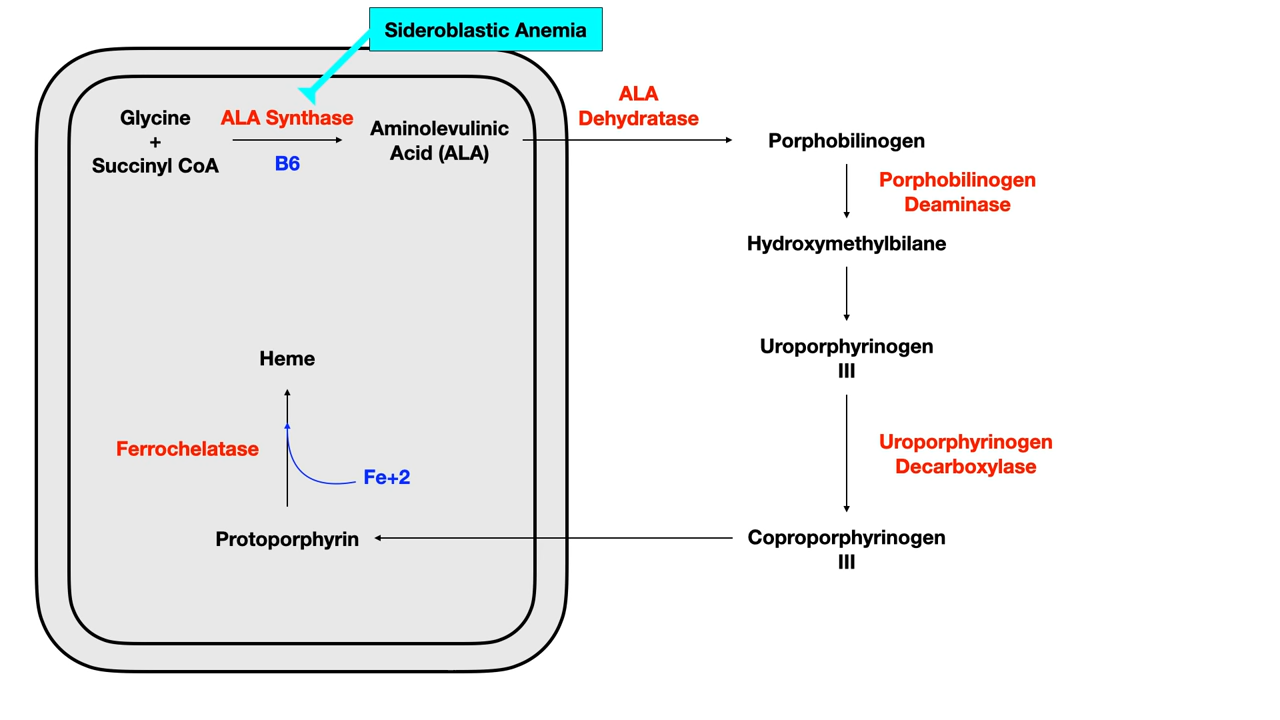 Sideroblastic Anemia
Glycine
+
Succinyl CoA
ALA Synthase
B6
Aminolevulinic
Acid (ALA)
ALA
Dehydratase
Porphobilinogen
Porphobilinogen
Deaminase
Hydroxymethylbilane
Uroporphyrinogen
III
Uroporphyrinogen
Decarboxylase
Coproporphyrinogen
III
Protoporphyrin
Fe+2
Ferrochelatase
Heme